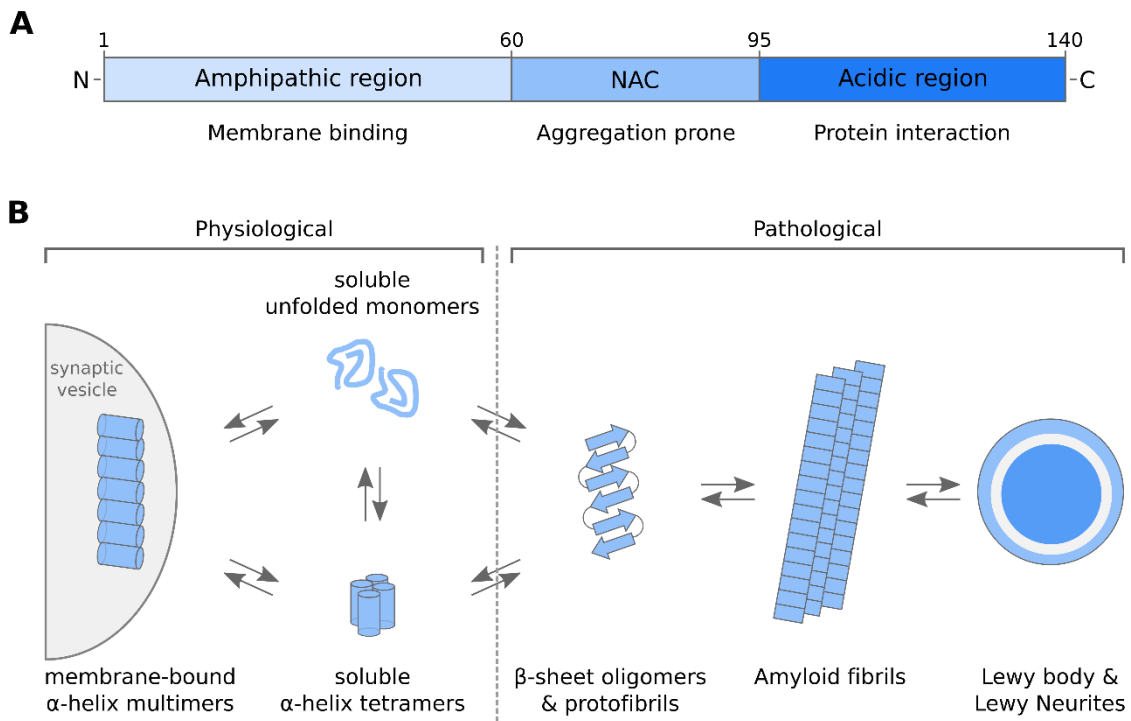 A
1 60 95 140
N Amphipathic region NAC Acidic region C
Membrane binding Aggregation prone Protein interaction
B
Physiological Pathological
soluble
unfolded monomers
synaptic
vesicle
membrane-bound
α-helix multimers
soluble
α-helix tetramers
β-sheet oligomers
& protofibrils
Amyloid fibrils
Lewy body &
Lewy Neurites